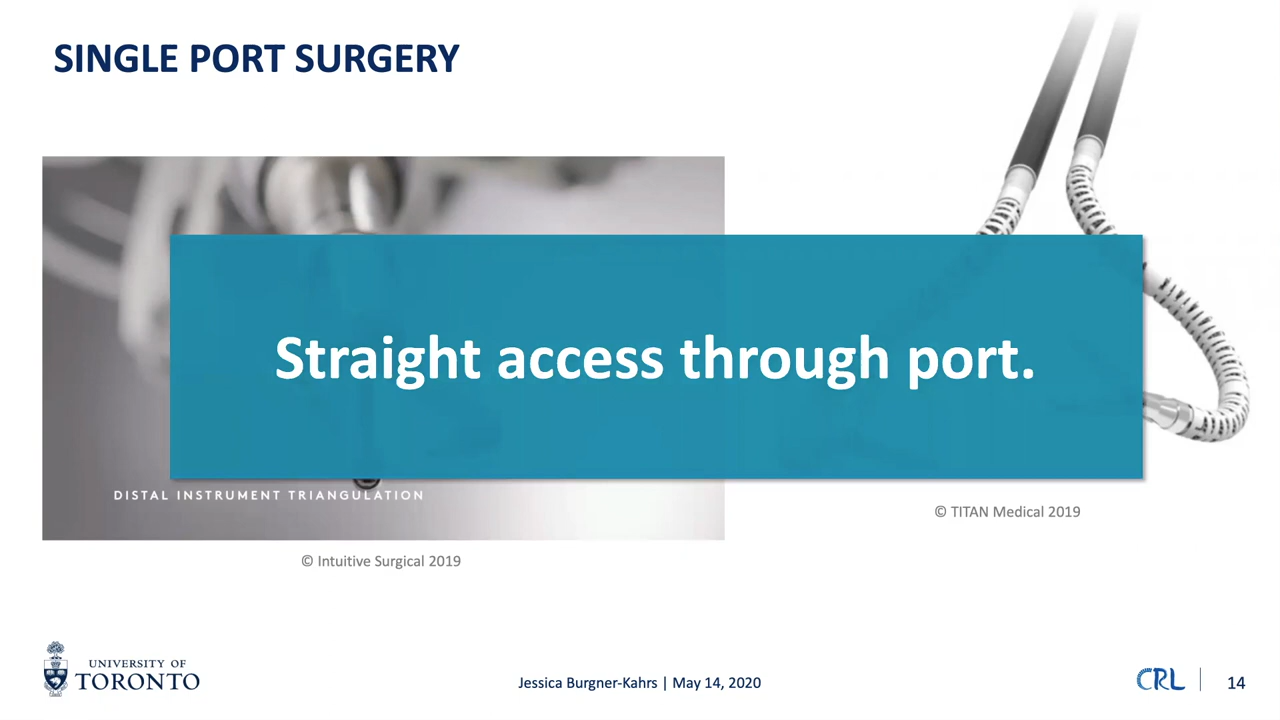 SINGLE PORT SURGERY
Straight access through port.
DISTAL INSTRUMENT TRIANGULATION
© TITAN Medical 2019
© Intuitive Surgical 2019
UNIVERSITY OF
TORONTO
Jessica Burgner-Kahrs | May 14, 2020
CRL
14